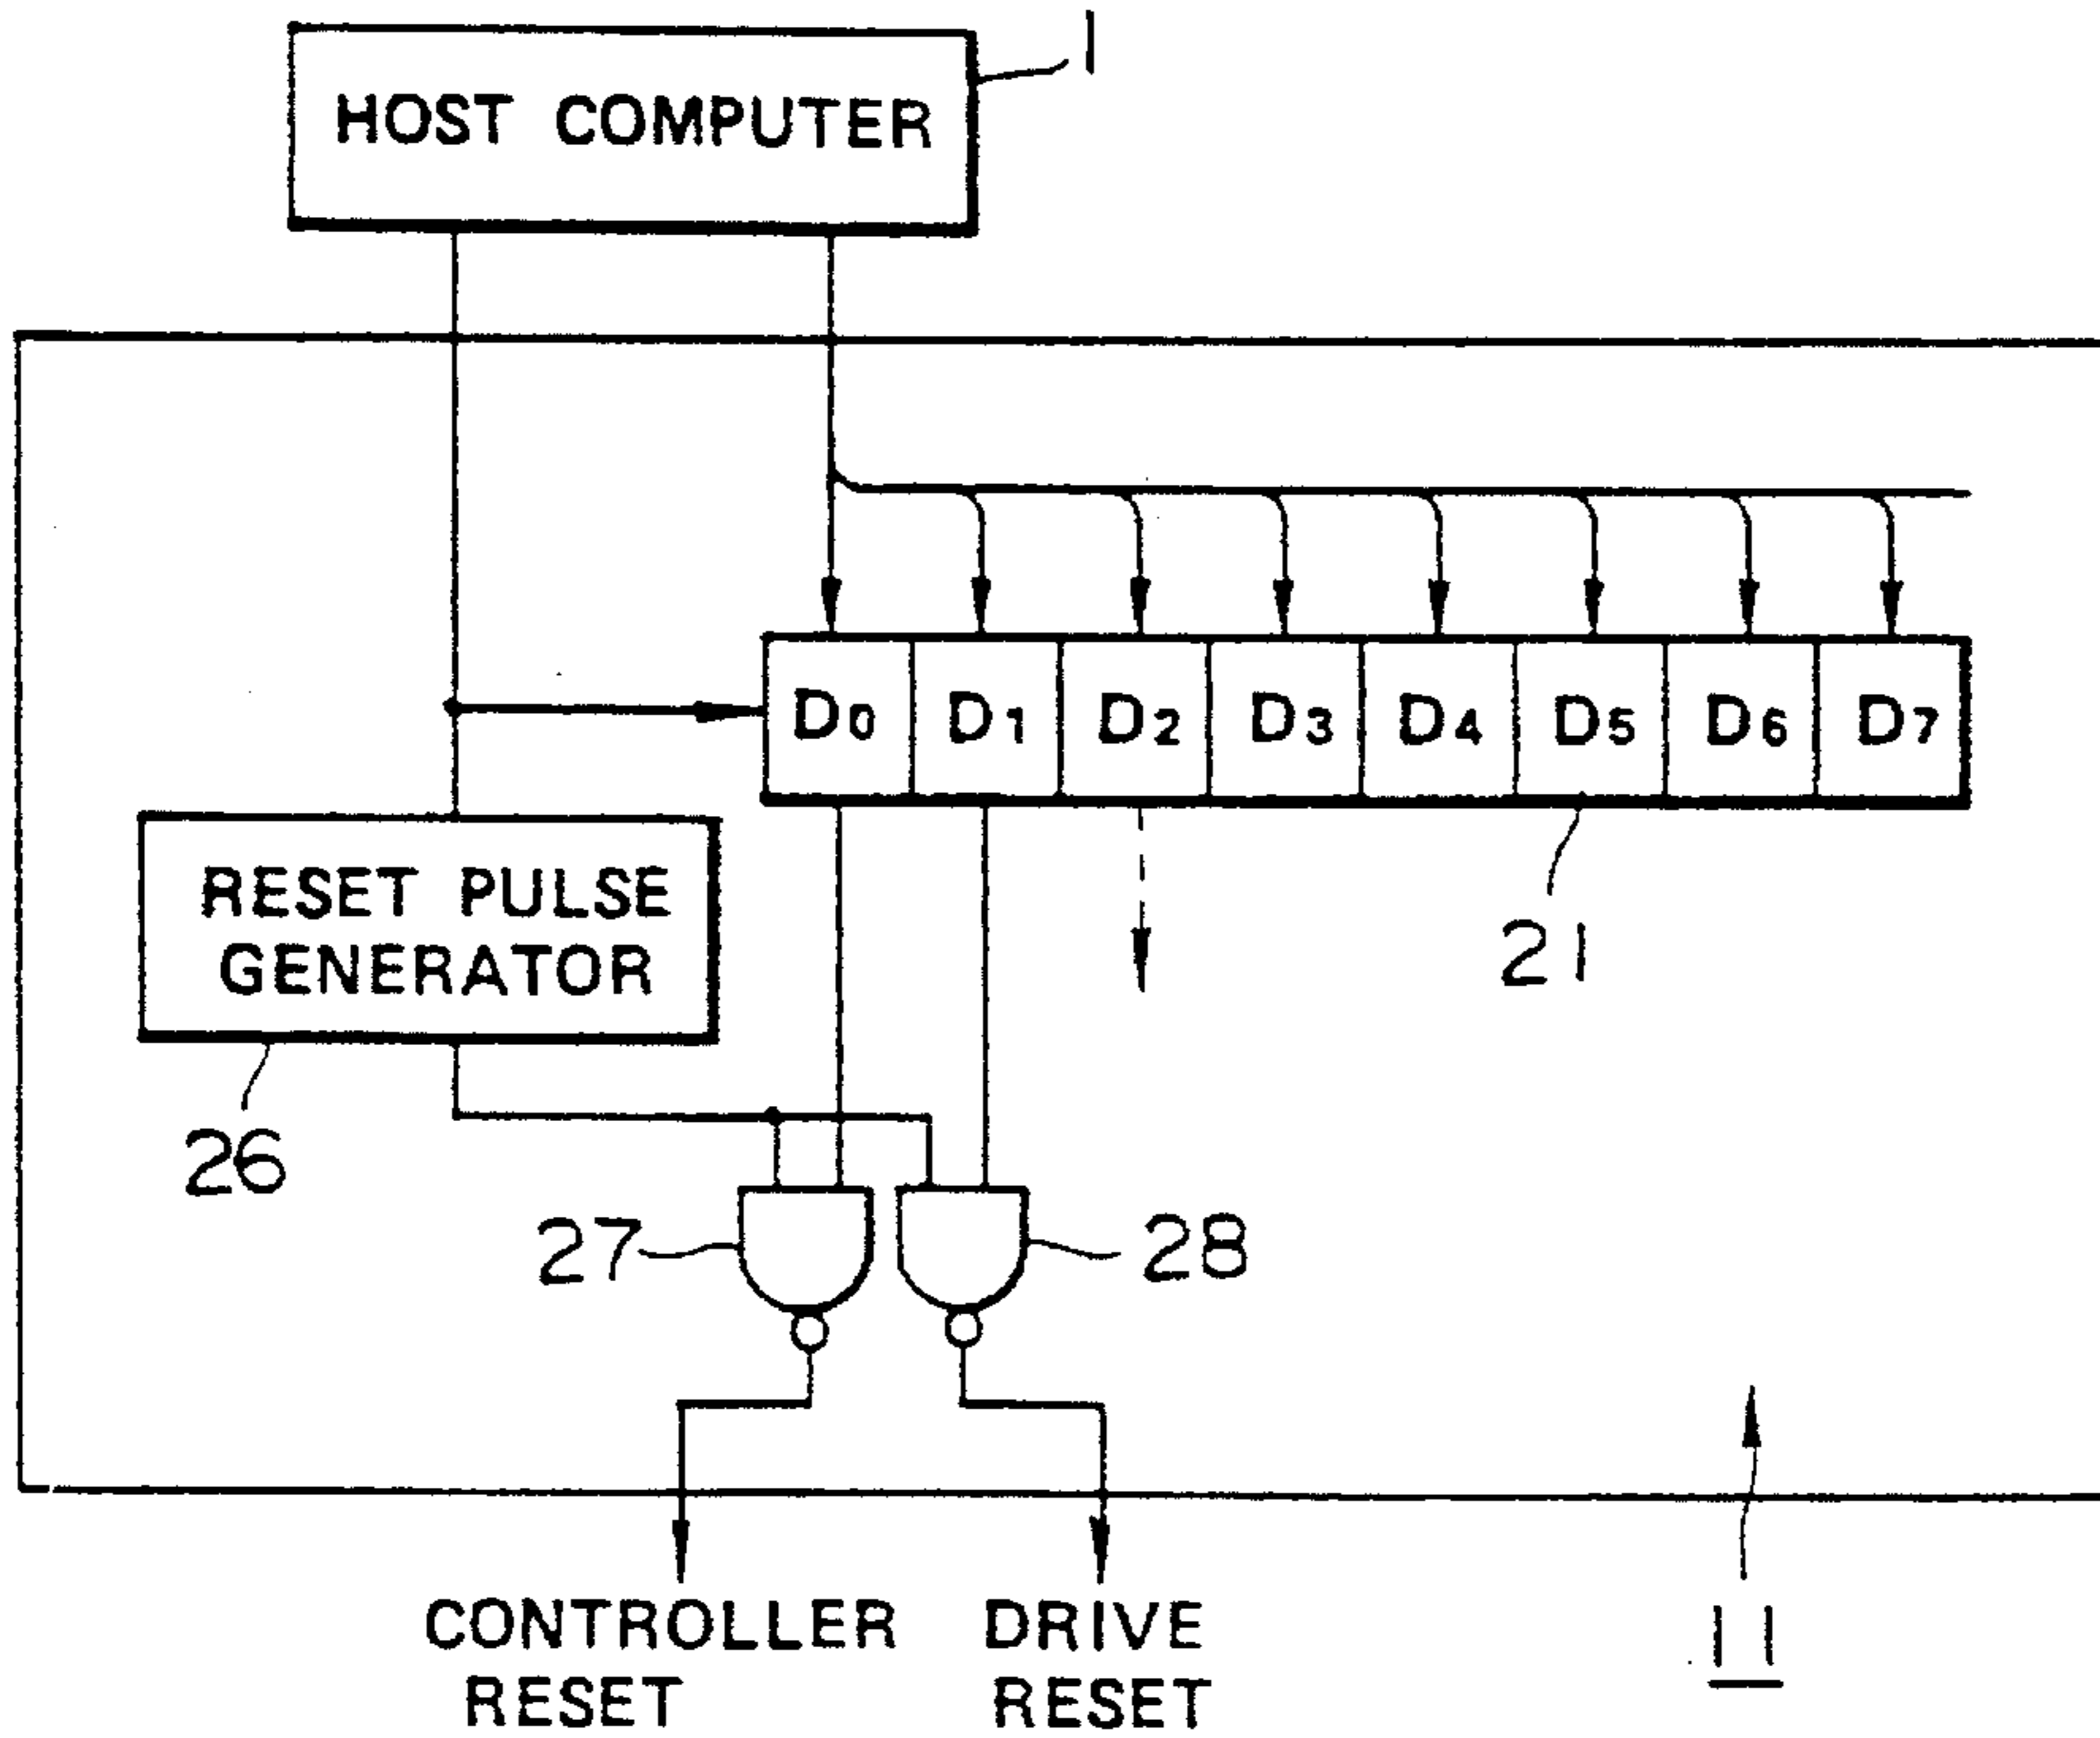 HOST COMPUTER
1
D0 D1 D2 D3 D4 D5 D6 D7
RESET PULSE
GENERATOR
21
26
27
28
CONTROLLER
RESET
DRIVE
RESET
11